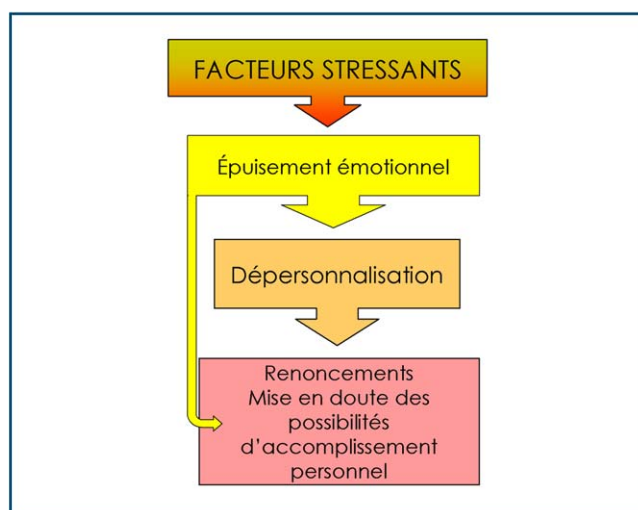 FACTEURS STRESSANTS
Épuisement émotionnel
Dépersonnalisation
Renoncements
Mise en doute des
possibilités
d’accomplissement
personnel